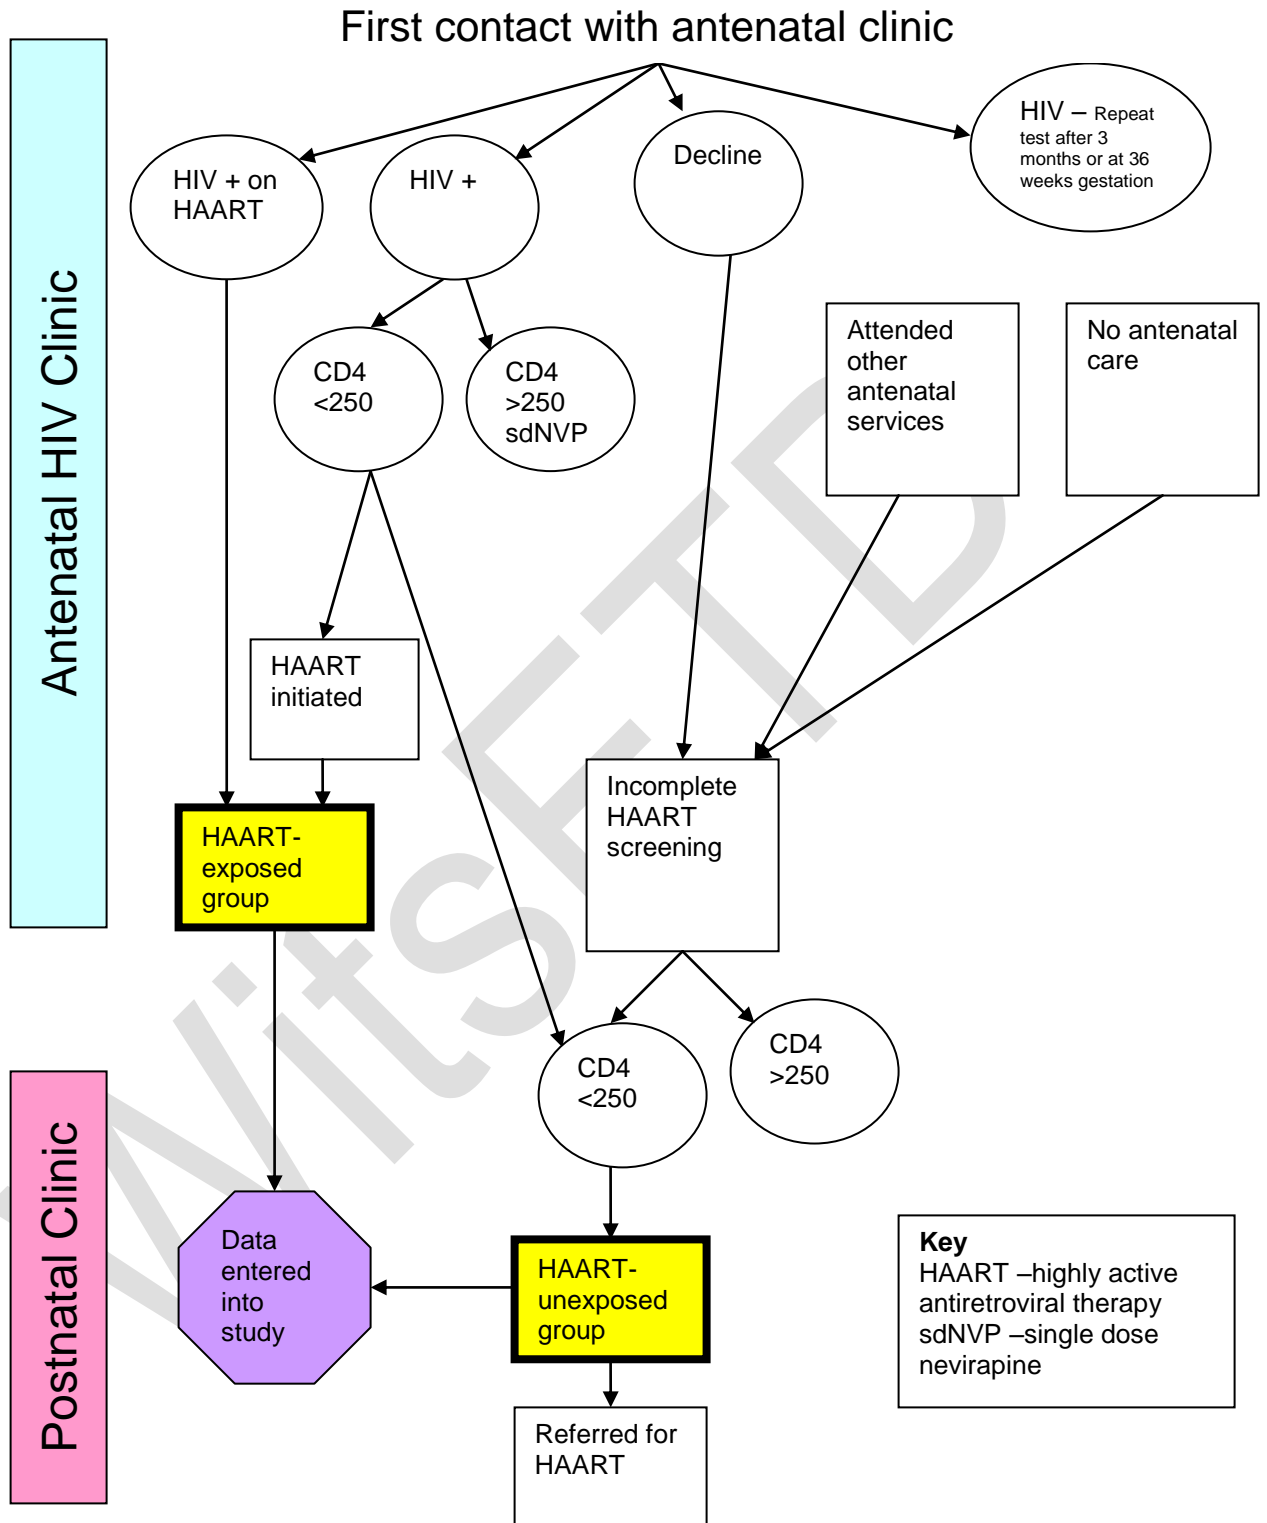 First contact with antenatal clinic
Antenatal HIV Clinic
HIV + on
HAART
HIV +
Decline
HIV – Repeat
test after 3
months or at 36
weeks gestation
CD4
<250
CD4
>250
sdNVP
Attended
other
antenatal
services
No antenatal
care
HAART
initiated
Incomplete
HAART
screening
HAART-
exposed
group
CD4
<250
CD4
>250
Postnatal Clinic
Data
entered
into
study
HAART-
unexposed
group
Referred for
HAART
Key
HAART –highly active
antiretroviral therapy
sdNVP –single dose
nevirapine
WitsETD